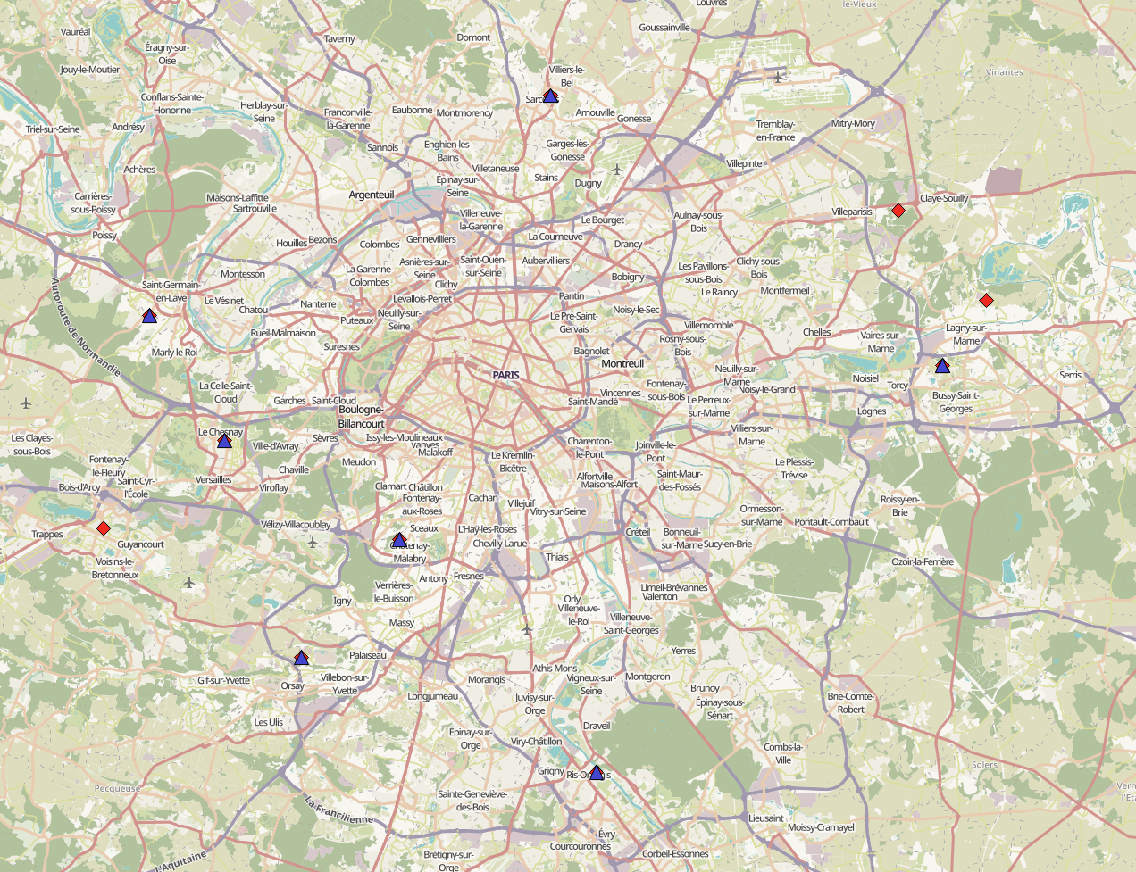 Louvres
le-Vieux
Vauréal
Goussainville
Taverny
Domont
Éragny-sur-
Oise
Jouy-le-Moutier
Villiers-le-
Bel
Vinantes
Conflans-Sainte-
Honorine
Herblay-sur-
Seine
Franconville-
la-Garenne
Eaubonne
Montmorency
Arnouville
Gonesse
Tremblay-
en-France
Mitry-Mory
Triel-sur-Seine
Andrésy
Sannois
Enghien les
Bains
Garges-lès-
Gonesse
Villetaneuse
Villepinte
Achères
Stains
Dugny
Épinay-sur-
Seine
Argenteuil
Carrières-
sous-Poissy
Maisons-Laffitte
Sartrouville
Claye-Souilly
Villeparisis
Villeneuve-
la-Garenne
Le Bourget
Aulnay-sous-
Bois
Poissy
Houilles
Bezons
Colombes
Gennevilliers
La Courneuve
Drancy
Montesson
La Garenne
Colombes
Asnières-sur-
Seine
Saint-Ouen-
sur-Seine
Aubervilliers
Bobigny
Les Pavillons-
sous-Bois
Clichy sous
Bois
Saint-Germain-
en-Laye
Le Vésinet
Chatou
Nanterre
Clichy
Levallois-Perret
Pantin
Le Raincy
Montfermeil
Puteaux
Neuilly-sur-
Seine
Le Pré-Saint-
Gervais
Noisy-le-Sec
Autoroute de Normandie
Rueil-Malmaison
Suresnes
Villemomble
Rosny-sous-
Bois
Chelles
Vaires-sur
Marne
Lagny-sur-
Marne
Marly le Roi
Bagnolet
Montreuil
PARIS
Neuilly-sur-
Marne
Noisy-le-Grand
Noisiel
Torcy
Serris
La Celle-Saint-
Cloud
Garches
Saint-Cloud
Vincennes
Saint-Mandé
Fontenay-
sous-Bois
Le Perreux-
sur-Marne
Bussy-Saint-
Georges
Lognes
Boulogne-
Billancourt
Le Chesnay
Ville-d'Avray
Sèvres
Issy-les-Moulineaux
Vanves
Malakoff
Charenton-
le-Pont
Joinville-le-
Pont
Villiers-sur-
Marne
Les Clayes-
sous-Bois
Fontenay-
le-Fleury
Saint-Cyr-
l'École
Bois-d'Arcy
Versailles
Viroflay
Chaville
Meudon
Le Kremlin-
Bicêtre
Alfortville
Maisons-Alfort
Saint-Maur-
des-Fossés
Le Plessis-
Trévise
Clamart
Châtillon
Fontenay-
aux-Roses
Cachan
Villejuif
Vitry-sur-Seine
Ormesson-
sur-Marne
Roissy-en-
Brie
Pontault-Combault
Vélizy-Villacoublay
Sceaux
L'Haÿ-les-Roses
Chevilly Larue
Créteil
Bonneuil-
sur-Marne
Sucy-en-Brie
Trappes
Guyancourt
Voisins-le-
Bretonneux
Châtenay-
Malabry
Thiais
Ozoir-la-Ferrière
Antony
Fresnes
Verrières-
le-Buisson
Limeil-Brévannes
Valenton
Igny
Massy
Orly
Villeneuve-
le-Roi
Villeneuve-
Saint-Georges
Palaiseau
Yerres
Gif-sur-Yvette
Orsay
Villebon-sur-
Yvette
Athis Mons
Morangis
Vigneux-sur-
Seine
Montgeron
Longjumeau
Juvisy-sur-
Orge
Brunoy
Épinay-sous-
Sénart
Brie-Comte-
Robert
Les Ulis
Draveil
Épinay-sur-
Orge
Viry-Châtillon
Combs-la-
Ville
Grigny
Soлers
Pecqueuse
Sainte-Geneviève-
des-Bois
La Francilienne
Lieusaint
Moissy-Cramayel
Évry
Courcouronnes
L'Aquitaine
Brétigny-sur-
Orge
Corbeil-Essonnes